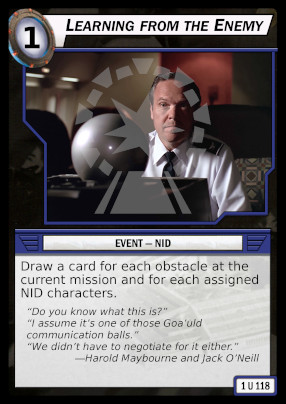 1
LEARNING FROM THE ENEMY
EVENT – NID
Draw a card for each obstacle at the
current mission and for each assigned
NID characters.
"Do you know what this is?"
"I assume it's one of those Goa'uld
communication balls."
"We didn't have to negotiate for it either."
—Harold Maybourne and Jack O'Neill
1 U 118